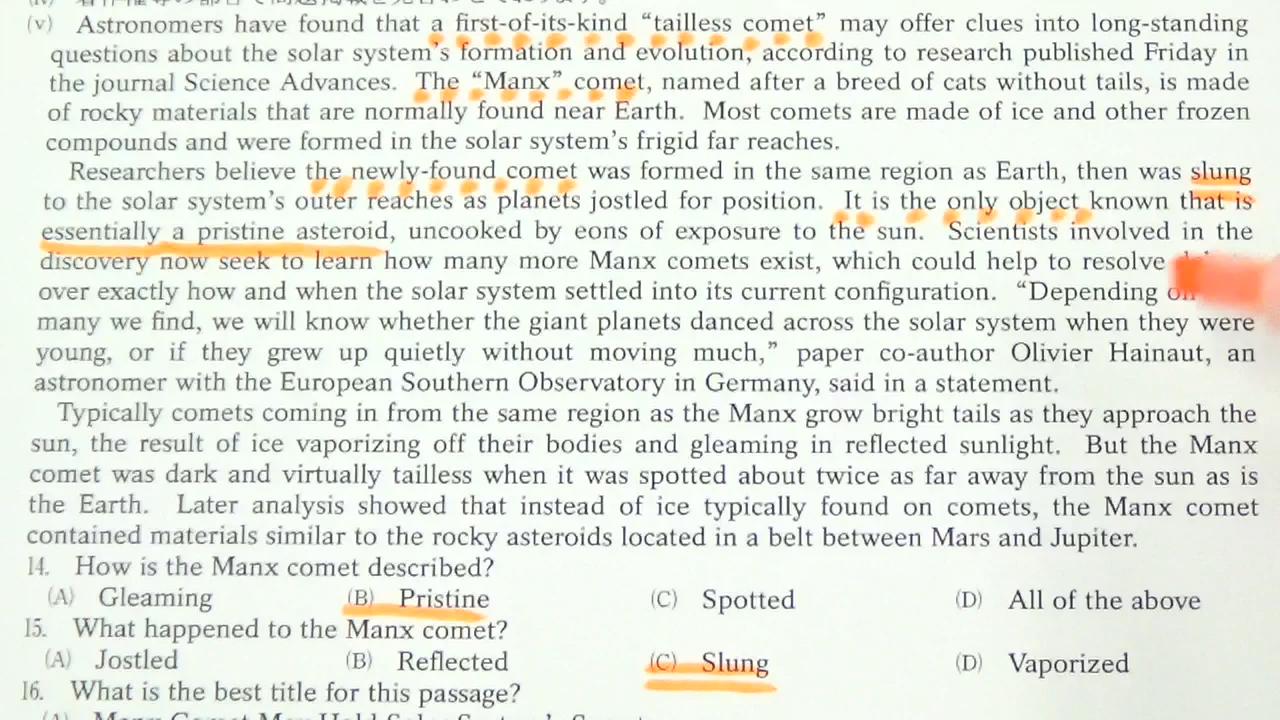 (v) Astronomers have found that a first-of-its-kind “tailless comet” may offer clues into long-standing
questions about the solar system’s formation and evolution, according to research published Friday in
the journal Science Advances. The “Manx” comet, named after a breed of cats without tails, is made
of rocky materials that are normally found near Earth. Most comets are made of ice and other frozen
compounds and were formed in the solar system’s frigid far reaches.
Researchers believe the newly-found comet was formed in the same region as Earth, then was slung
to the solar system’s outer reaches as planets jostled for position. It is the only object known that is
essentially a pristine asteroid, uncooked by eons of exposure to the sun. Scientists involved in the
discovery now seek to learn how many more Manx comets exist, which could help to resolve
over exactly how and when the solar system settled into its current configuration. “Depending
many we find, we will know whether the giant planets danced across the solar system when they were
young, or if they grew up quietly without moving much,” paper co-author Olivier Hainaut, an
astronomer with the European Southern Observatory in Germany, said in a statement.
Typically comets coming in from the same region as the Manx grow bright tails as they approach the
sun, the result of ice vaporizing off their bodies and gleaming in reflected sunlight. But the Manx
comet was dark and virtually tailless when it was spotted about twice as far away from the sun as is
the Earth. Later analysis showed that instead of ice typically found on comets, the Manx comet
contained materials similar to the rocky asteroids located in a belt between Mars and Jupiter.
14. How is the Manx comet described?
(A) Gleaming (B) Pristine (C) Spotted (D) All of the above
15. What happened to the Manx comet?
(A) Jostled (B) Reflected (C) Slung (D) Vaporized
16. What is the best title for this passage?